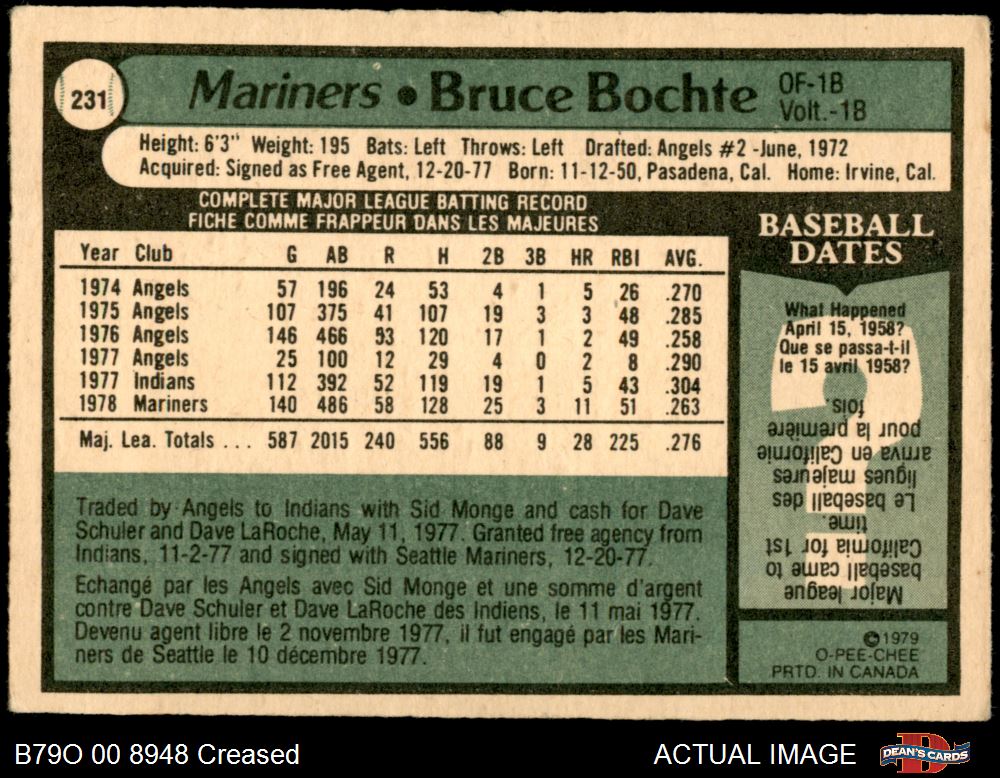 231
Mariners • Bruce Bochte OF-1B
Volt.-1B
Height: 6'3" Weight: 195 Bats: Left Throws: Left Drafted: Angels #2 -June, 1972
Acquired: Signed as Free Agent, 12-20-77 Born: 11-12-50, Pasadena, Cal. Home: Irvine, Cal.
COMPLETE MAJOR LEAGUE BATTING RECORD
FICHE COMME FRAPPEUR DANS LES MAJEURES
Year Club G AB R H 2B 3B HR RBI AVG.
1974 Angels 57 196 24 53 4 1 5 26 .270
1975 Angels 107 375 41 107 19 3 3 48 .285
1976 Angels 146 466 53 120 17 1 2 49 .258
1977 Angels 25 100 12 29 4 0 2 8 .290
1977 Indians 112 392 52 119 19 1 5 43 .304
1978 Mariners 140 486 58 128 25 3 11 51 .263
Maj. Lea. Totals . . . 587 2015 240 556 88 9 28 225 .276
Traded by Angels to Indians with Sid Monge and cash for Dave
Schuler and Dave LaRoche, May 11, 1977. Granted free agency from
Indians, 11-2-77 and signed with Seattle Mariners, 12-20-77.
Echangé par les Angels avec Sid Monge et une somme d'argent
contre Dave Schuler et Dave LaRoche des Indiens, le 11 mai 1977.
Devenu agent libre le 2 novembre 1977, il fut engagé par les Mari-
ners de Seattle le 10 décembre 1977.
BASEBALL
DATES
What Happened
April 15, 1958?
Que se passa-t-il
le 15 avril 1958?
Major league
baseball came to
California for 1st
time.
Le baseball des
ligues majeures
arriva en Californie
pour la première
fois.
©1979
O-PEE-CHEE
PRTD. IN CANADA
B79O 00 8948 Creased
ACTUAL IMAGE
DEAN'S CARDS